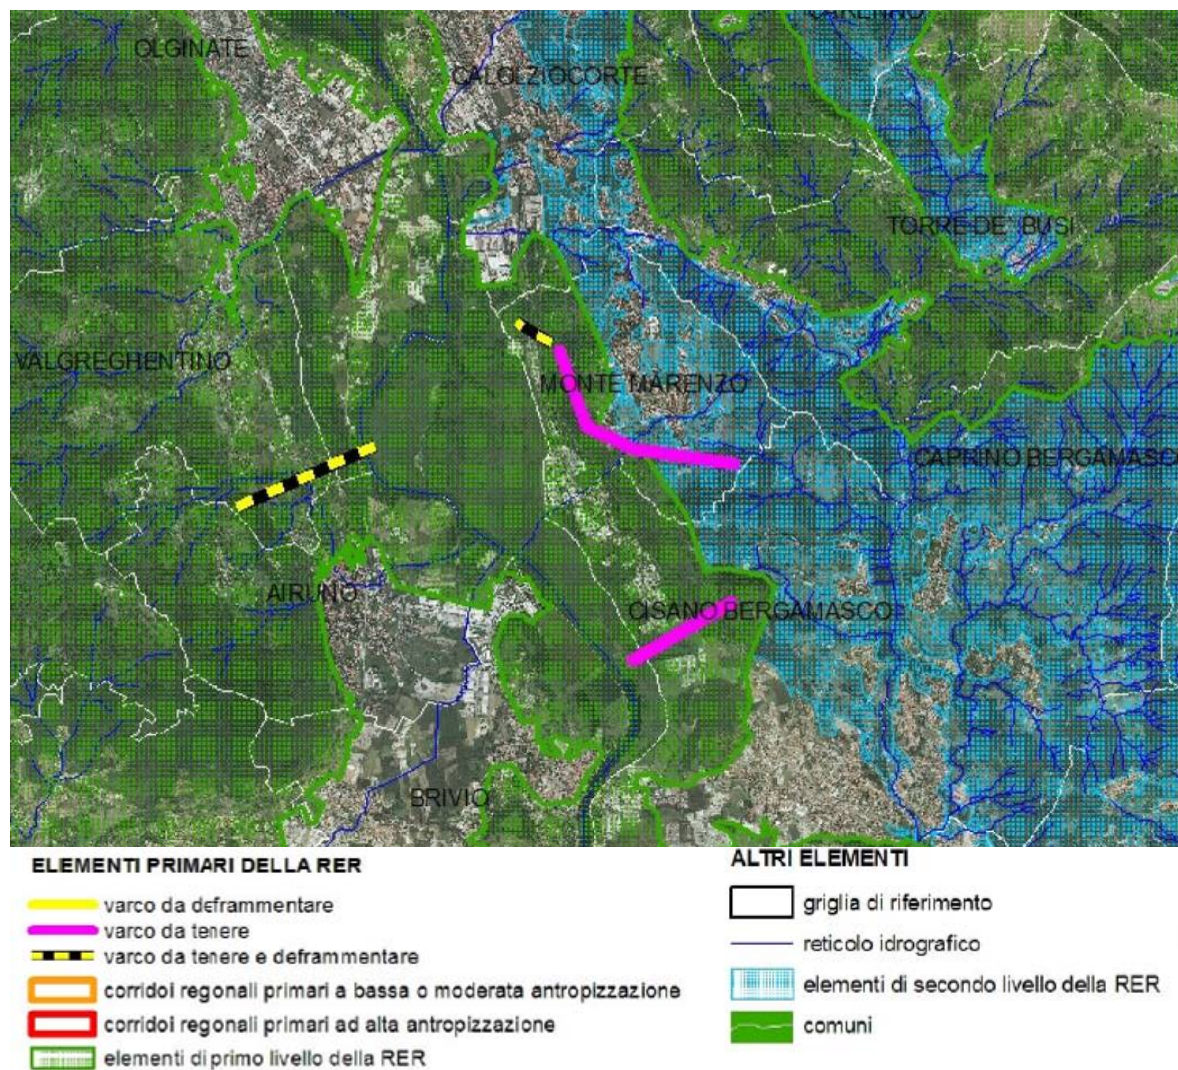 CARENNO
OLGINATE
CALOLZIOCORTE
TORRE DE' BUSI
VALGREGHENTINO
MONTE MARENZO
CAPRINO BERGAMASCO
AIRUNO
CISANO BERGAMASCO
BRIVIO
ELEMENTI PRIMARI DELLA RER
varco da deframmentare
varco da tenere
varco da tenere e deframmentare
corridoi regonali primari a bassa o moderata antropizzazione
corridoi regonali primari ad alta antropizzazione
elementi di primo livello della RER
ALTRI ELEMENTI
griglia di riferimento
reticolo idrografico
elementi di secondo livello della RER
comuni